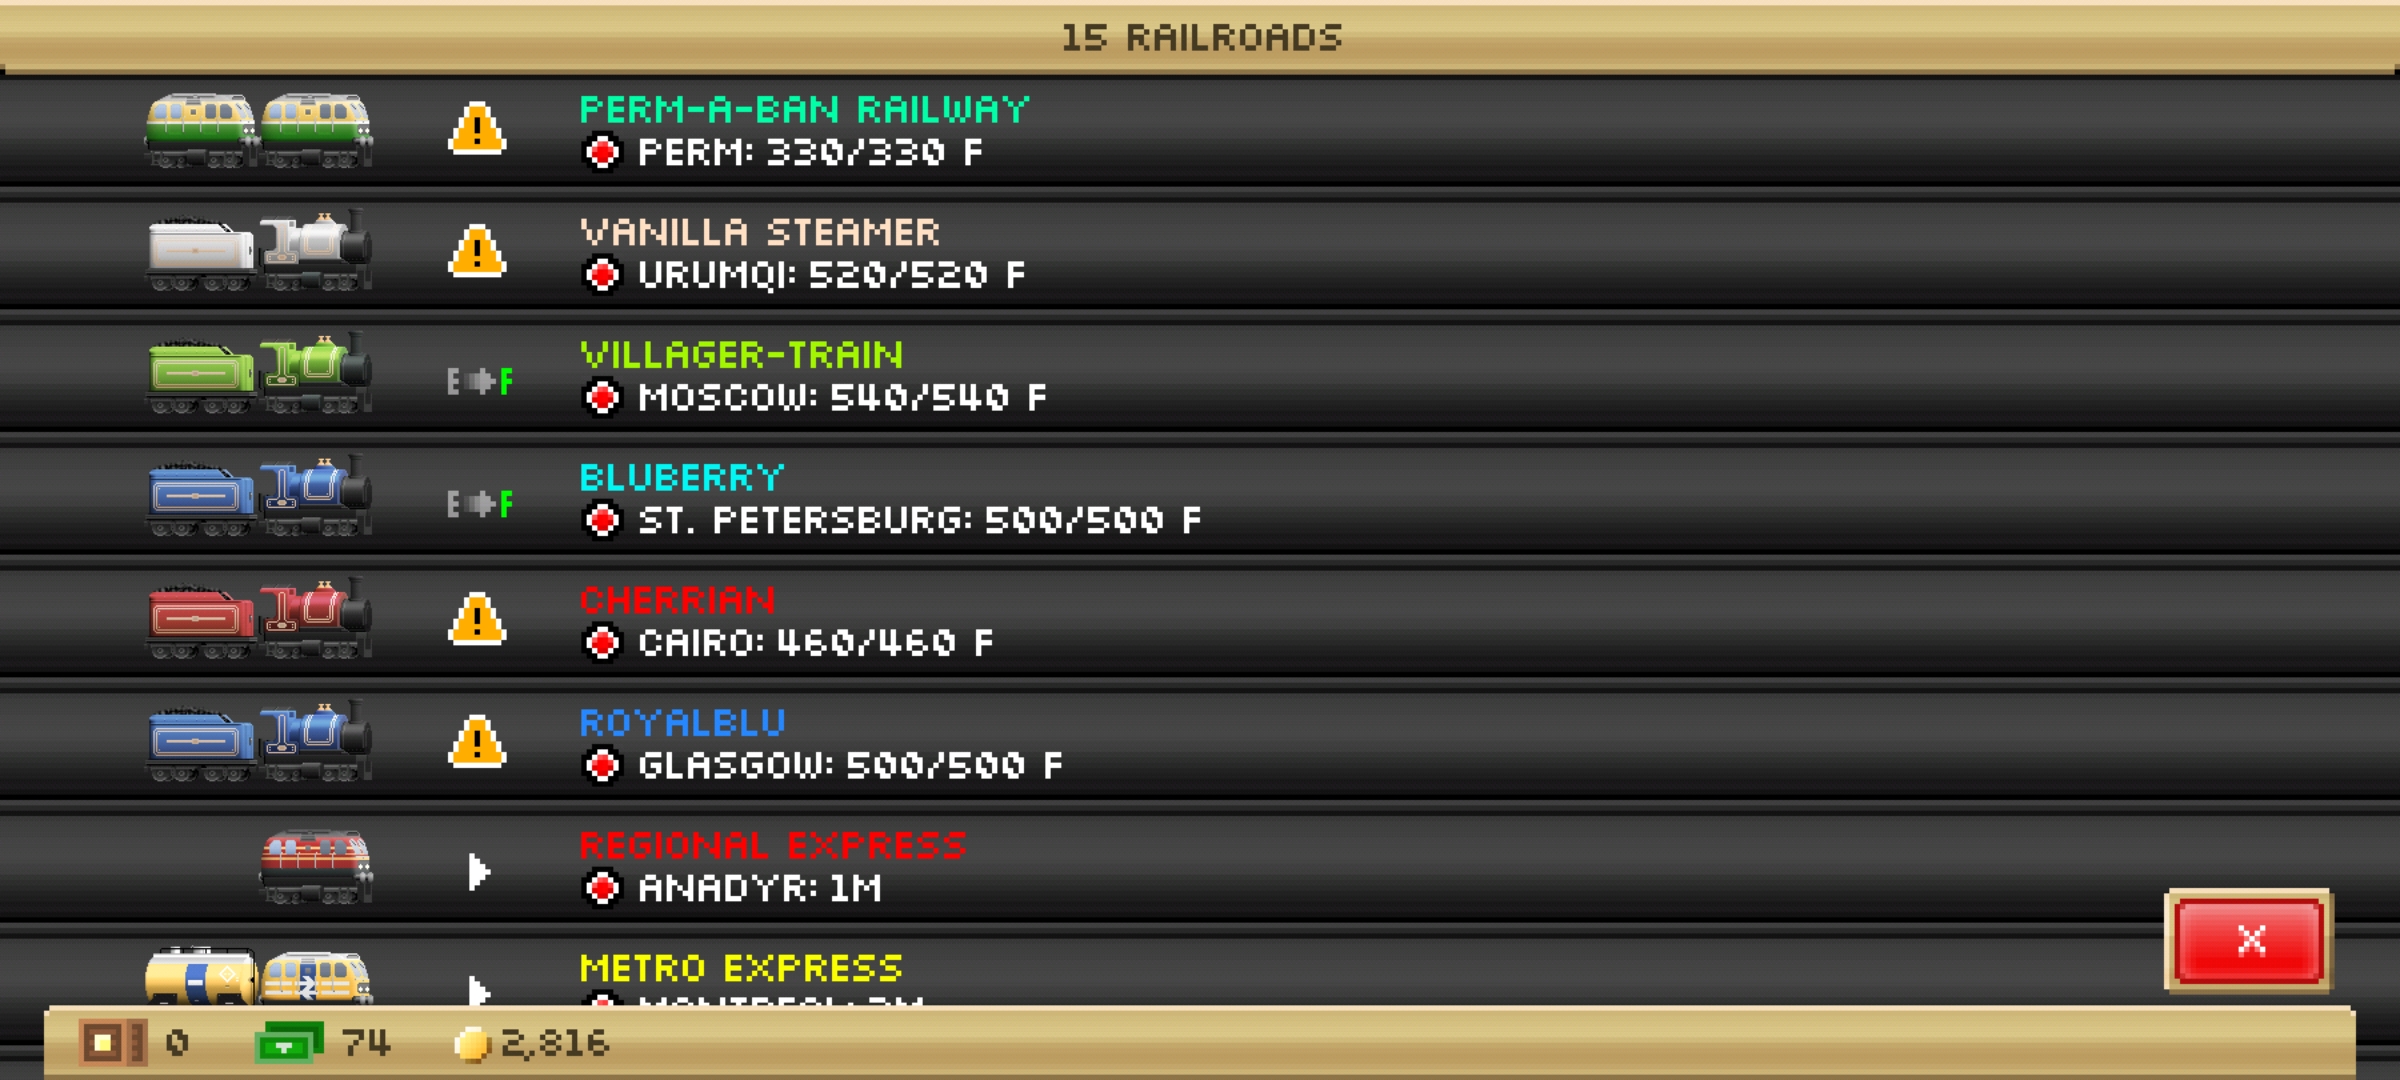 15 RAILROADS
PERM-A-BAN RAILWAY
PERM: 330/330 F
VANILLA STEAMER
URUMQI: 520/520 F
VILLAGER-TRAIN
E F
MOSCOW: 540/540 F
BLUBERRY
E F
ST. PETERSBURG: 500/500 F
CHERRIAN
CAIRO: 460/460 F
ROYALBLU
GLASGOW: 500/500 F
REGIONAL EXPRESS
ANADYR: 1M
METRO EXPRESS
X
0 74 2,816